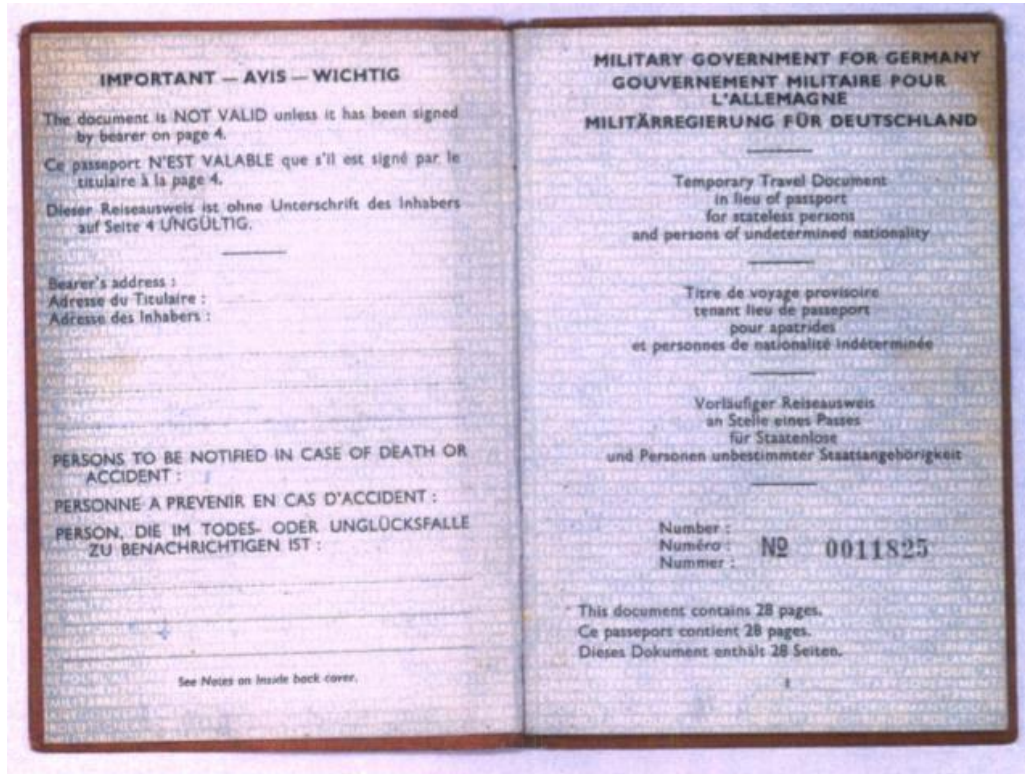 IMPORTANT — AVIS — WICHTIG
The document is NOT VALID unless it has been signed
by bearer on page 4.
Ce passeport N'EST VALABLE que s'il est signé par le
titulaire à la page 4.
Dieser Reiseausweis ist ohne Unterschrift des Inhabers
auf Seite 4 UNGÜLTIG.
Bearer's address :
Adresse du Titulaire :
Adresse des Inhabers :
PERSONS TO BE NOTIFIED IN CASE OF DEATH OR
ACCIDENT :
PERSONNE A PREVENIR EN CAS D'ACCIDENT :
PERSON, DIE IM TODES- ODER UNGLÜCKSFALLE
ZU BENACHRICHTIGEN IST :
See Notes on inside back cover.
MILITARY GOVERNMENT FOR GERMANY
GOUVERNEMENT MILITAIRE POUR
L'ALLEMAGNE
MILITÄRREGIERUNG FÜR DEUTSCHLAND
Temporary Travel Document
in lieu of passport
for stateless persons
and persons of undetermined nationality
Titre de voyage provisoire
tenant lieu de passeport
pour apatrides
et personnes de nationalité indéterminée
Vorläufiger Reiseausweis
an Stelle eines Passes
für Staatenlose
und Personen unbestimmter Staatsangehörigkeit
Number :
Numéro : Nº 0011825
Nummer :
This document contains 28 pages.
Ce passeport contient 28 pages.
Dieses Dokument enthält 28 Seiten.
1